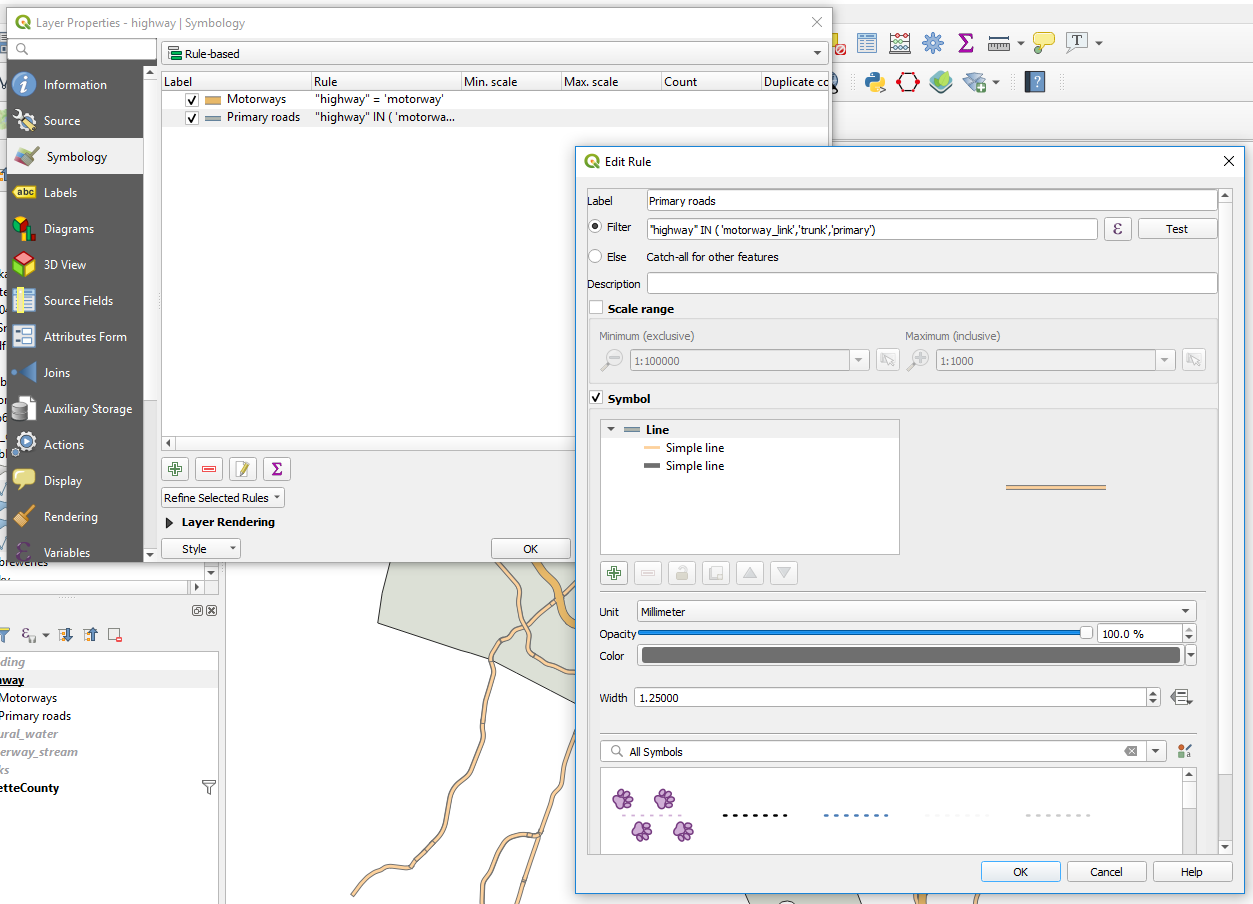 Layer Properties - highway | Symbology
Information
Source
Symbology
Labels
Diagrams
3D View
Source Fields
Attributes Form
Joins
Auxiliary Storage
Actions
Display
Rendering
Variables
Rule-based
Label Rule Min. scale Max. scale Count Duplicate co
Motorways "highway" = 'motorway'
Primary roads "highway" IN ( 'motorwa...
Refine Selected Rules
Layer Rendering
Style OK
Edit Rule
Label Primary roads
Filter "highway" IN ( 'motorway_link','trunk','primary') ε Test
Else Catch-all for other features
Description
Scale range
Minimum (exclusive) Maximum (inclusive)
1:100000 1:1000
Symbol
Line
Simple line
Simple line
Unit Millimeter
Opacity 100.0 %
Color
Width 1.25000
All Symbols
OK Cancel Help
breweries
ding
way
Motorways
Primary roads
ural_water
erway_stream
ks
etteCounty